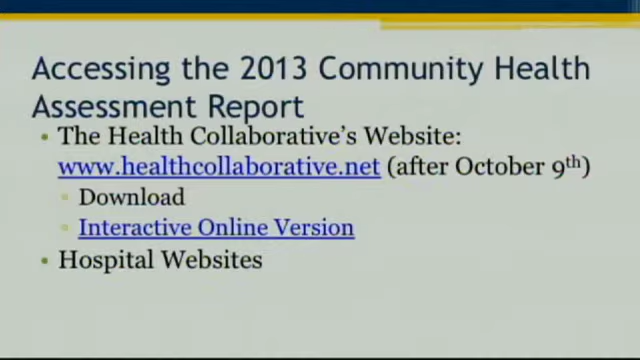 Accessing the 2013 Community Health
Assessment Report
• The Health Collaborative's Website:
www.healthcollaborative.net (after October 9th)
▫ Download
▫ Interactive Online Version
• Hospital Websites